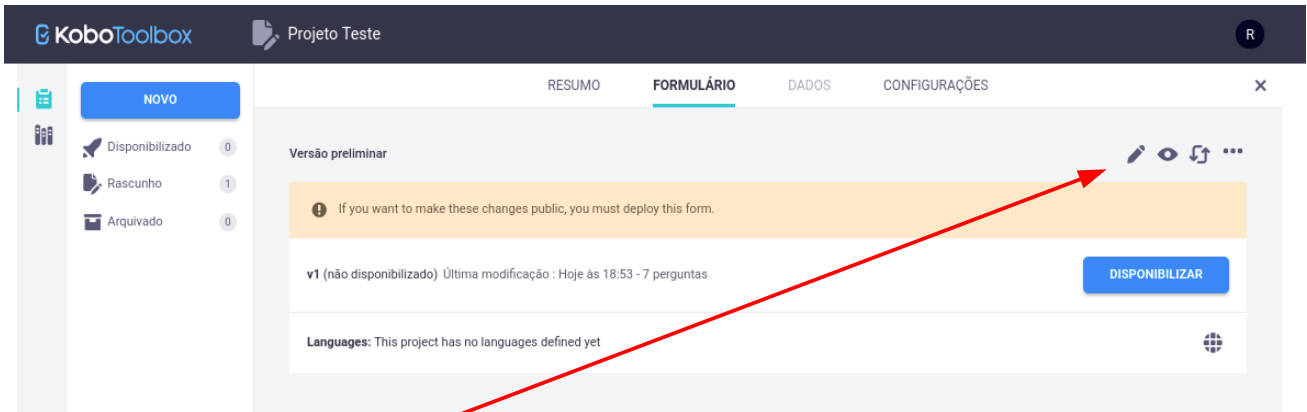 KoboToolbox
Projeto Teste
R
RESUMO FORMULÁRIO DADOS CONFIGURAÇÕES
NOVO
Disponibilizado 0
Rascunho 1
Arquivado 0
Versão preliminar
If you want to make these changes public, you must deploy this form.
v1 (não disponibilizado) Última modificação : Hoje às 18:53 - 7 perguntas
DISPONIBILIZAR
Languages: This project has no languages defined yet